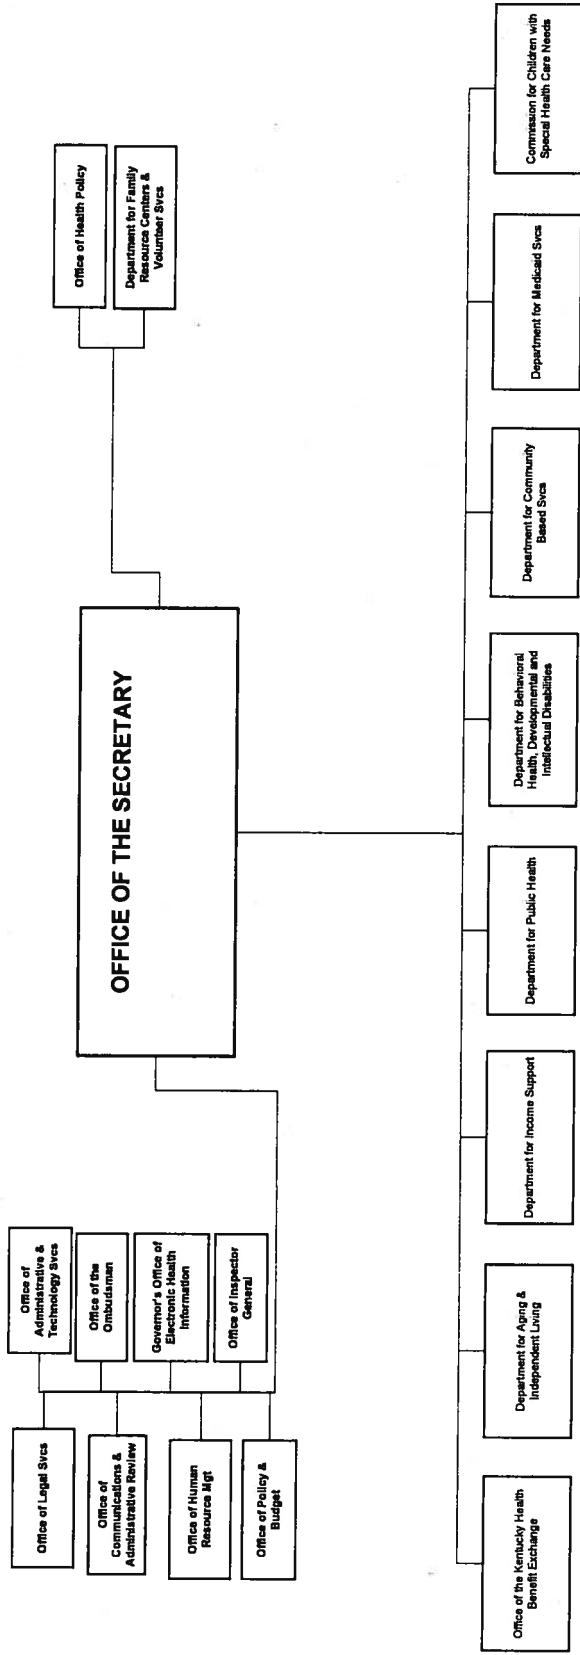 OFFICE OF THE SECRETARY
Office of Legal Svcs
Office of
Communications &
Administrative Review
Office of Human
Resource Mgt
Office of Policy &
Budget
Office of
Administrative &
Technology Svcs
Office of the
Ombudsman
Governor's Office of
Electronic Health
Information
Office of Inspector
General
Office of Health Policy
Department for Family
Resource Centers &
Volunteer Svcs
Office of the Kentucky Health
Benefit Exchange
Department for Aging &
Independent Living
Department for Income Support
Department for Public Health
Department for Behavioral
Health, Developmental and
Intellectual Disabilities
Department for Community
Based Svcs
Department for Medicaid Svcs
Commission for Children with
Special Health Care Needs